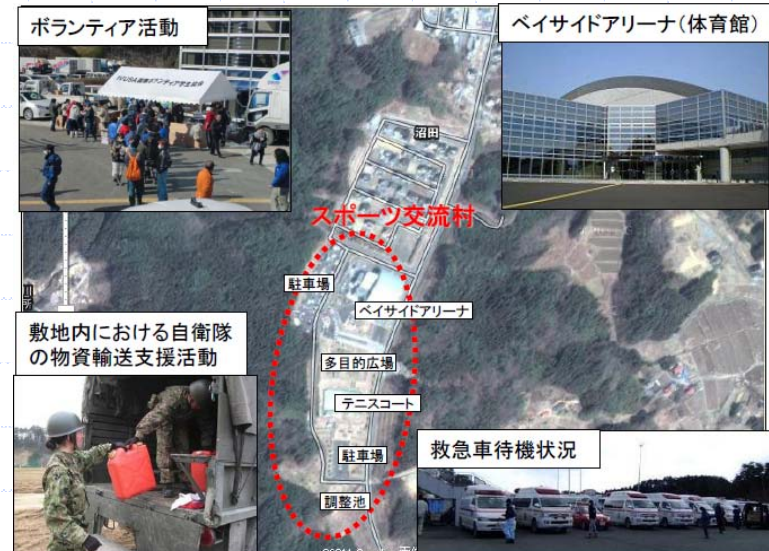 ボランティア活動
ベイサイドアリーナ(体育館)
沼田
スポーツ交流村
駐車場
ベイサイドアリーナ
敷地内における自衛隊
の物資輸送支援活動
多目的広場
テニスコート
駐車場
救急車待機状況
調整池